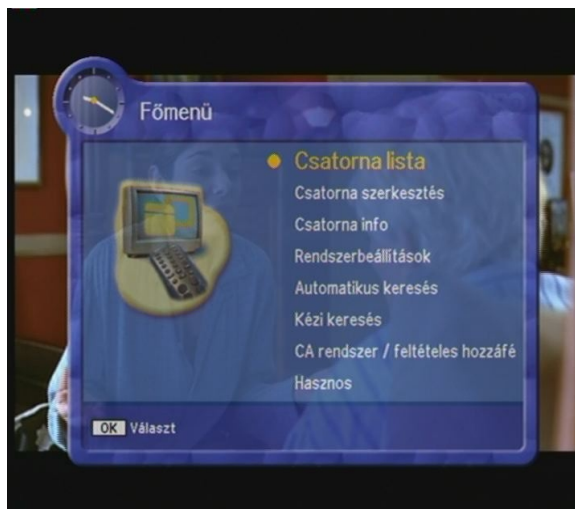 Főmenü
Csatorna lista
Csatorna szerkesztés
Csatorna info
Rendszerbeállítások
Automatikus keresés
Kézi keresés
CA rendszer / feltételes hozzáfé
Hasznos
OK Választ